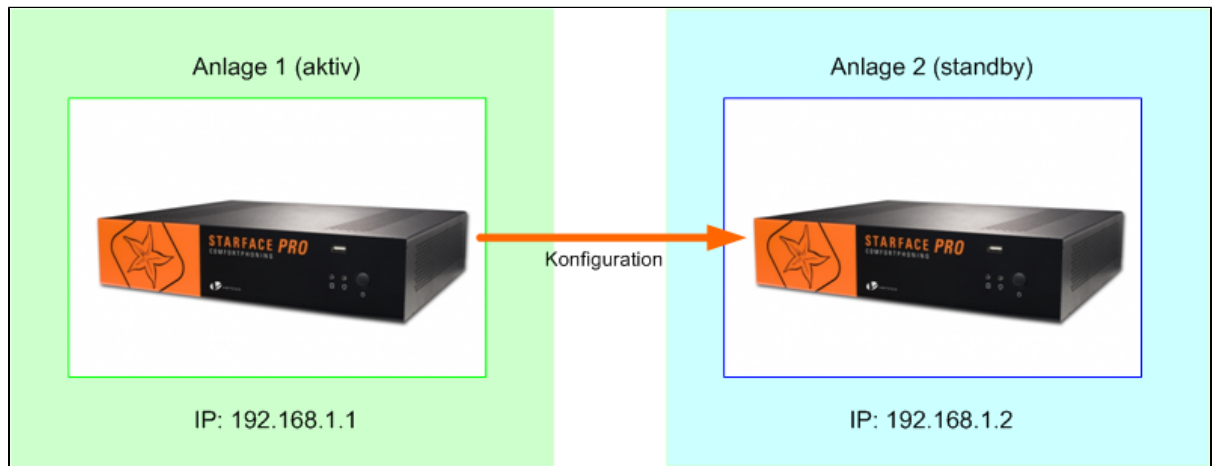 Anlage 1 (aktiv)
Anlage 2 (standby)
STARFACE PRO
COMFORTPHONING
STARFACE PRO
COMFORTPHONING
Konfiguration
IP: 192.168.1.1
IP: 192.168.1.2